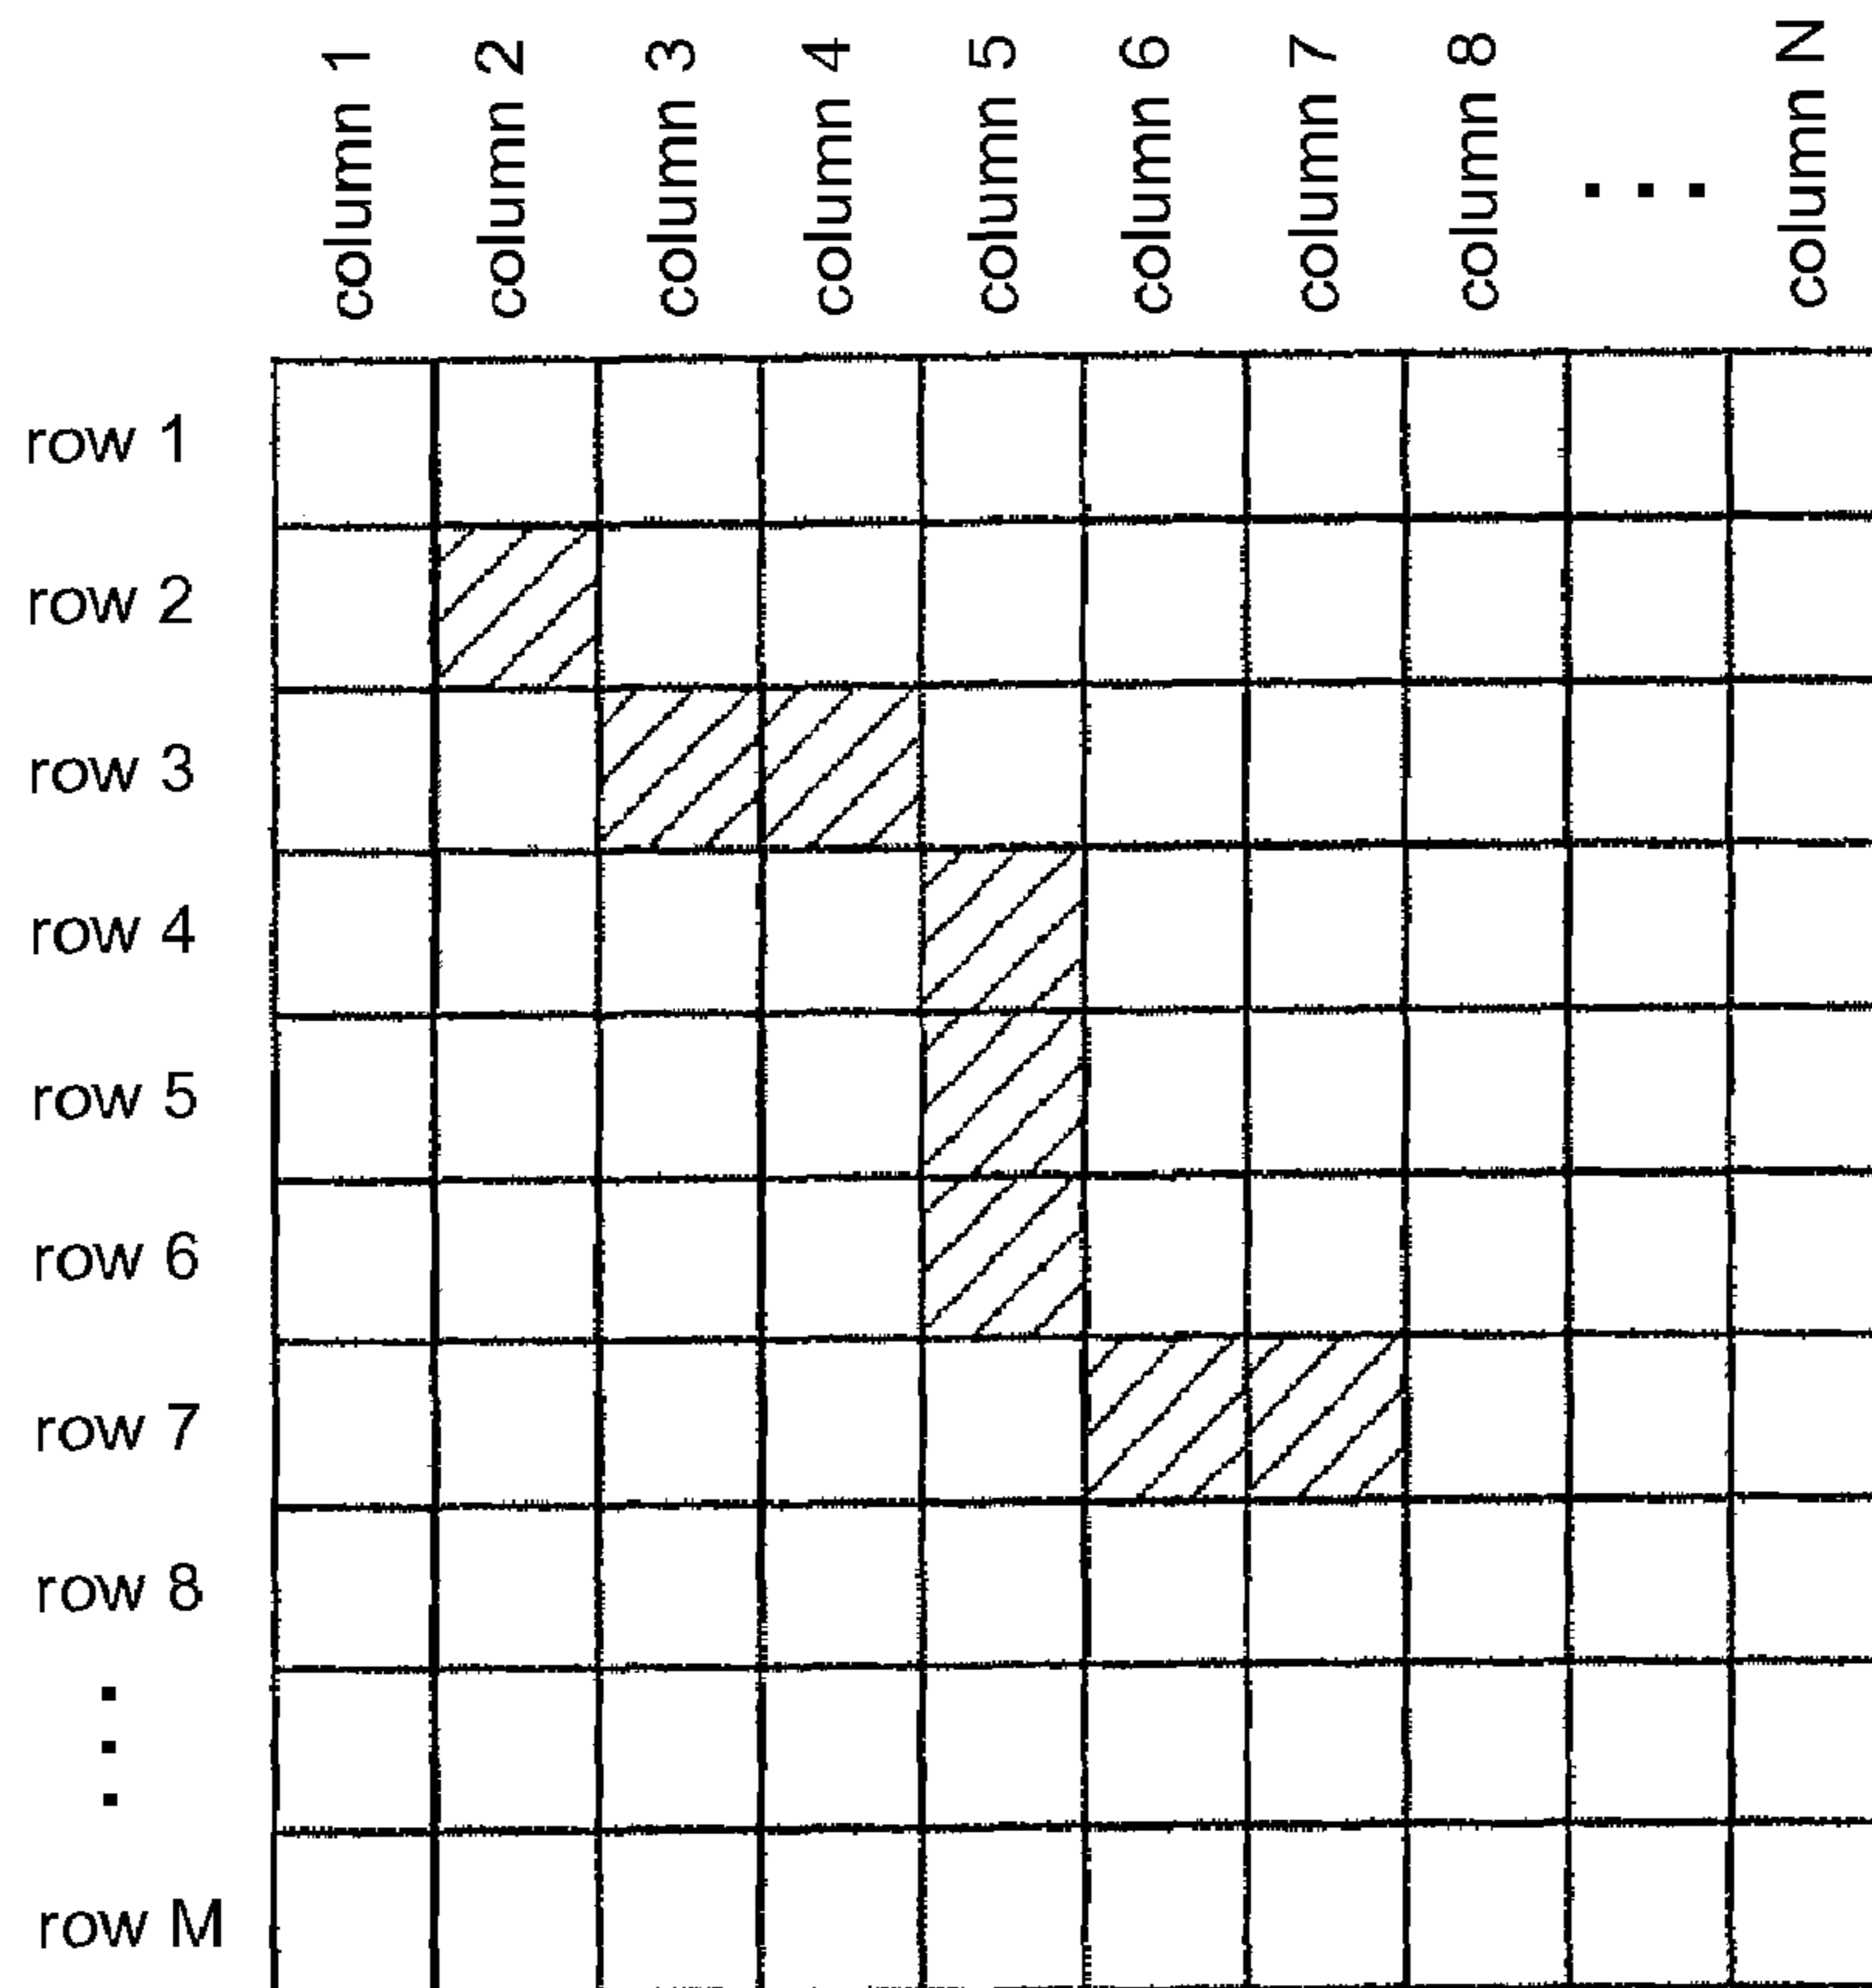 column 1
column 2
column 3
column 4
column 5
column 6
column 7
column 8
. . .
column N
row 1
row 2
row 3
row 4
row 5
row 6
row 7
row 8
. . .
row M